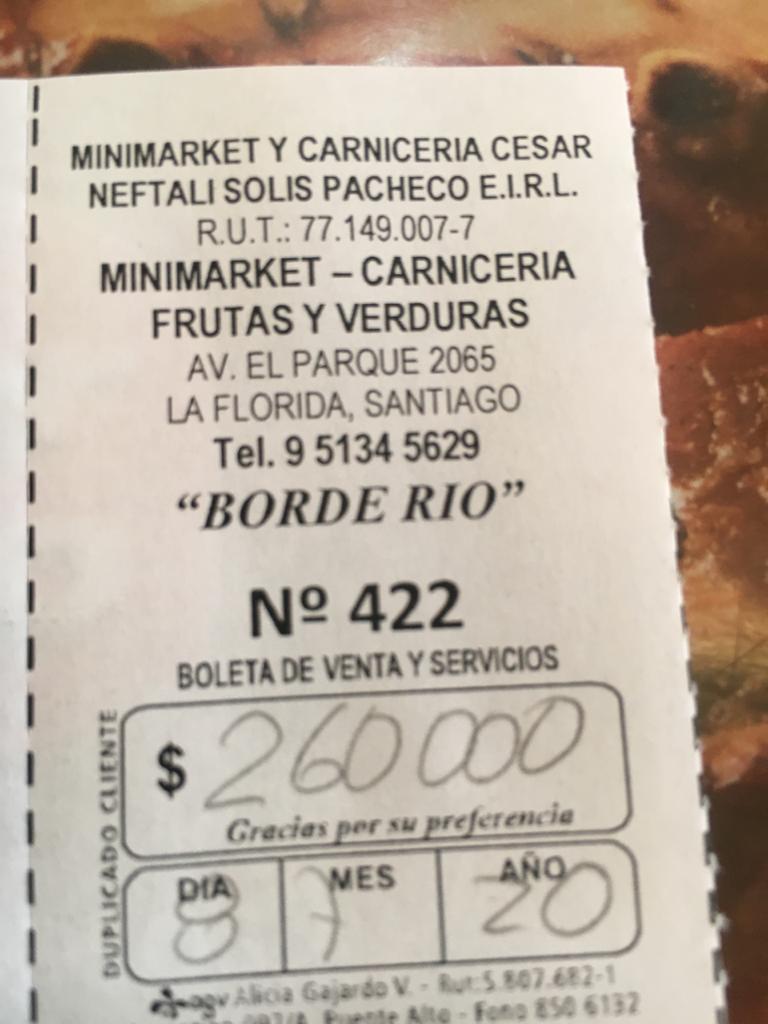 MINIMARKET Y CARNICERIA CESAR
NEFTALI SOLIS PACHECO E.I.R.L.
R.U.T.: 77.149.007-7
MINIMARKET – CARNICERIA
FRUTAS Y VERDURAS
AV. EL PARQUE 2065
LA FLORIDA, SANTIAGO
Tel. 9 5134 5629
“BORDE RIO”
Nº 422
BOLETA DE VENTA Y SERVICIOS
DUPLICADO CLIENTE
$ 260000
Gracias por su preferencia
DIA MES AÑO
8 7 20
agv Alicia Gajardo V. - Rut:5.807.682-1
Puente Alto - Fono 850 6132